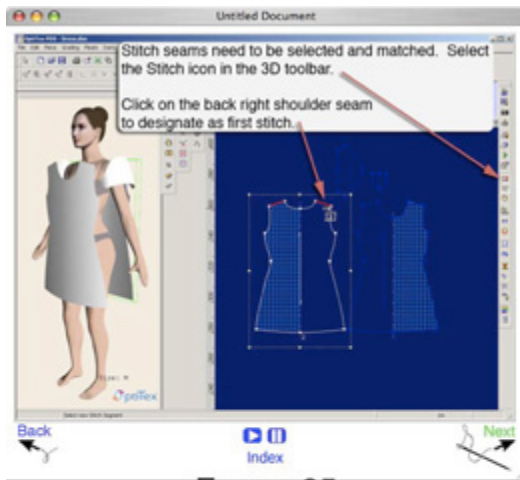 Untitled Document
Stitch seams need to be selected and matched. Select
the Stitch icon in the 3D toolbar.
Click on the back right shoulder seam
to designate as first stitch.
OptiTex
Back
Next
Index